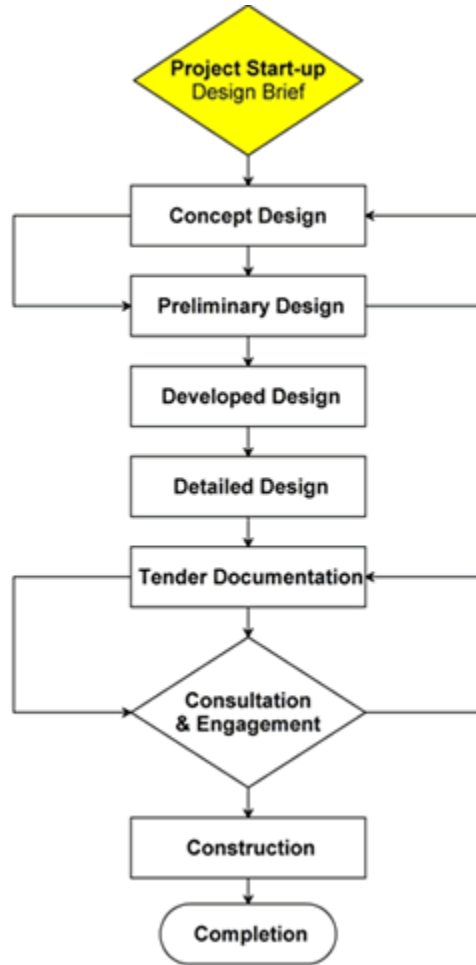 Project Start-up
Design Brief
Concept Design
Preliminary Design
Developed Design
Detailed Design
Tender Documentation
Consultation
& Engagement
Construction
Completion